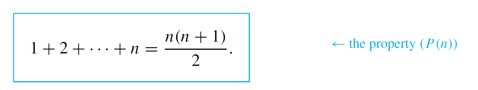 1 + 2 + ··· + n = n(n + 1)/2.
← the property (P(n))